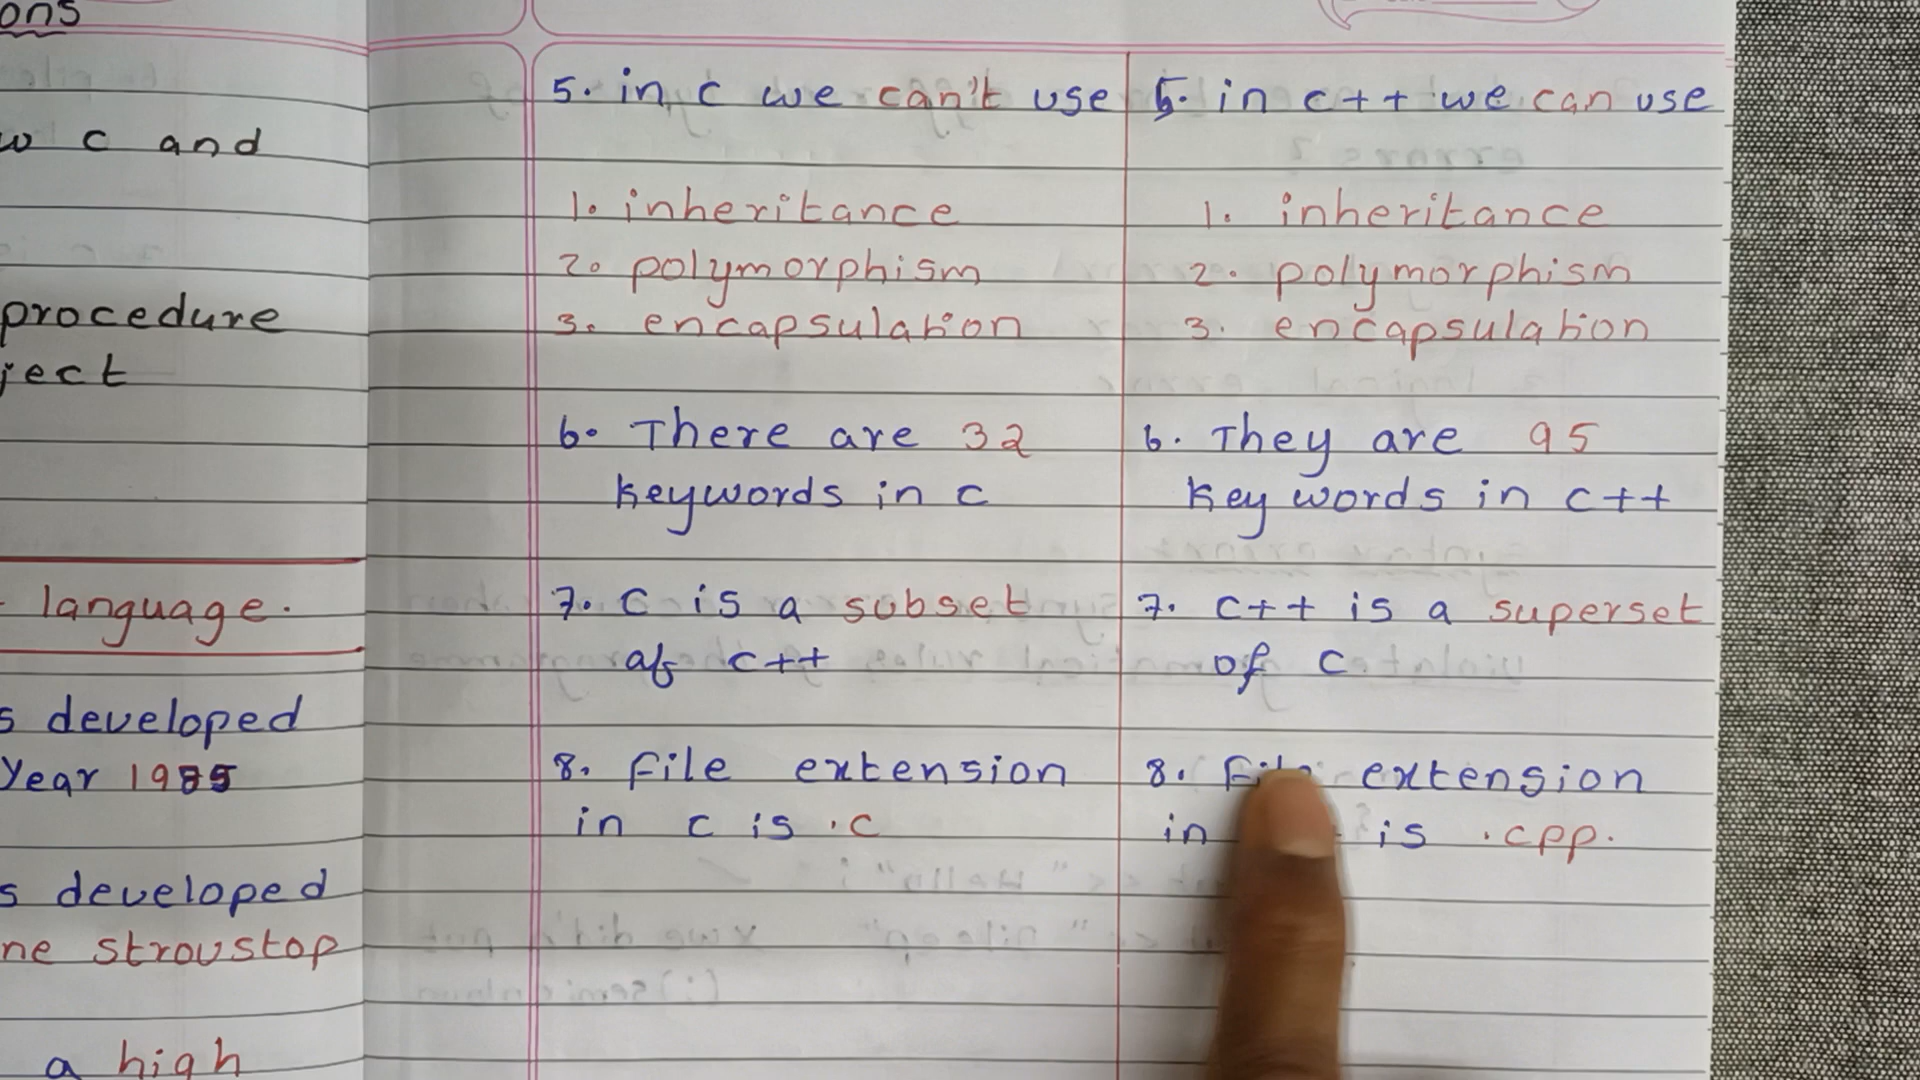 ons
w c and
procedure
ject
language.
s developed
Year 1985
s developed
ne stroustop
a high
5. in c we can't use
1. inheritance
2. polymorphism
3. encapsulation
6. There are 32
keywords in c
7. C is a subset
of c++
8. File extension
in c is .c
5. in c++ we can use
1. inheritance
2. polymorphism
3. encapsulation
6. They are 95
key words in c++
7. c++ is a superset
of c
8. File extension
in is .cpp.